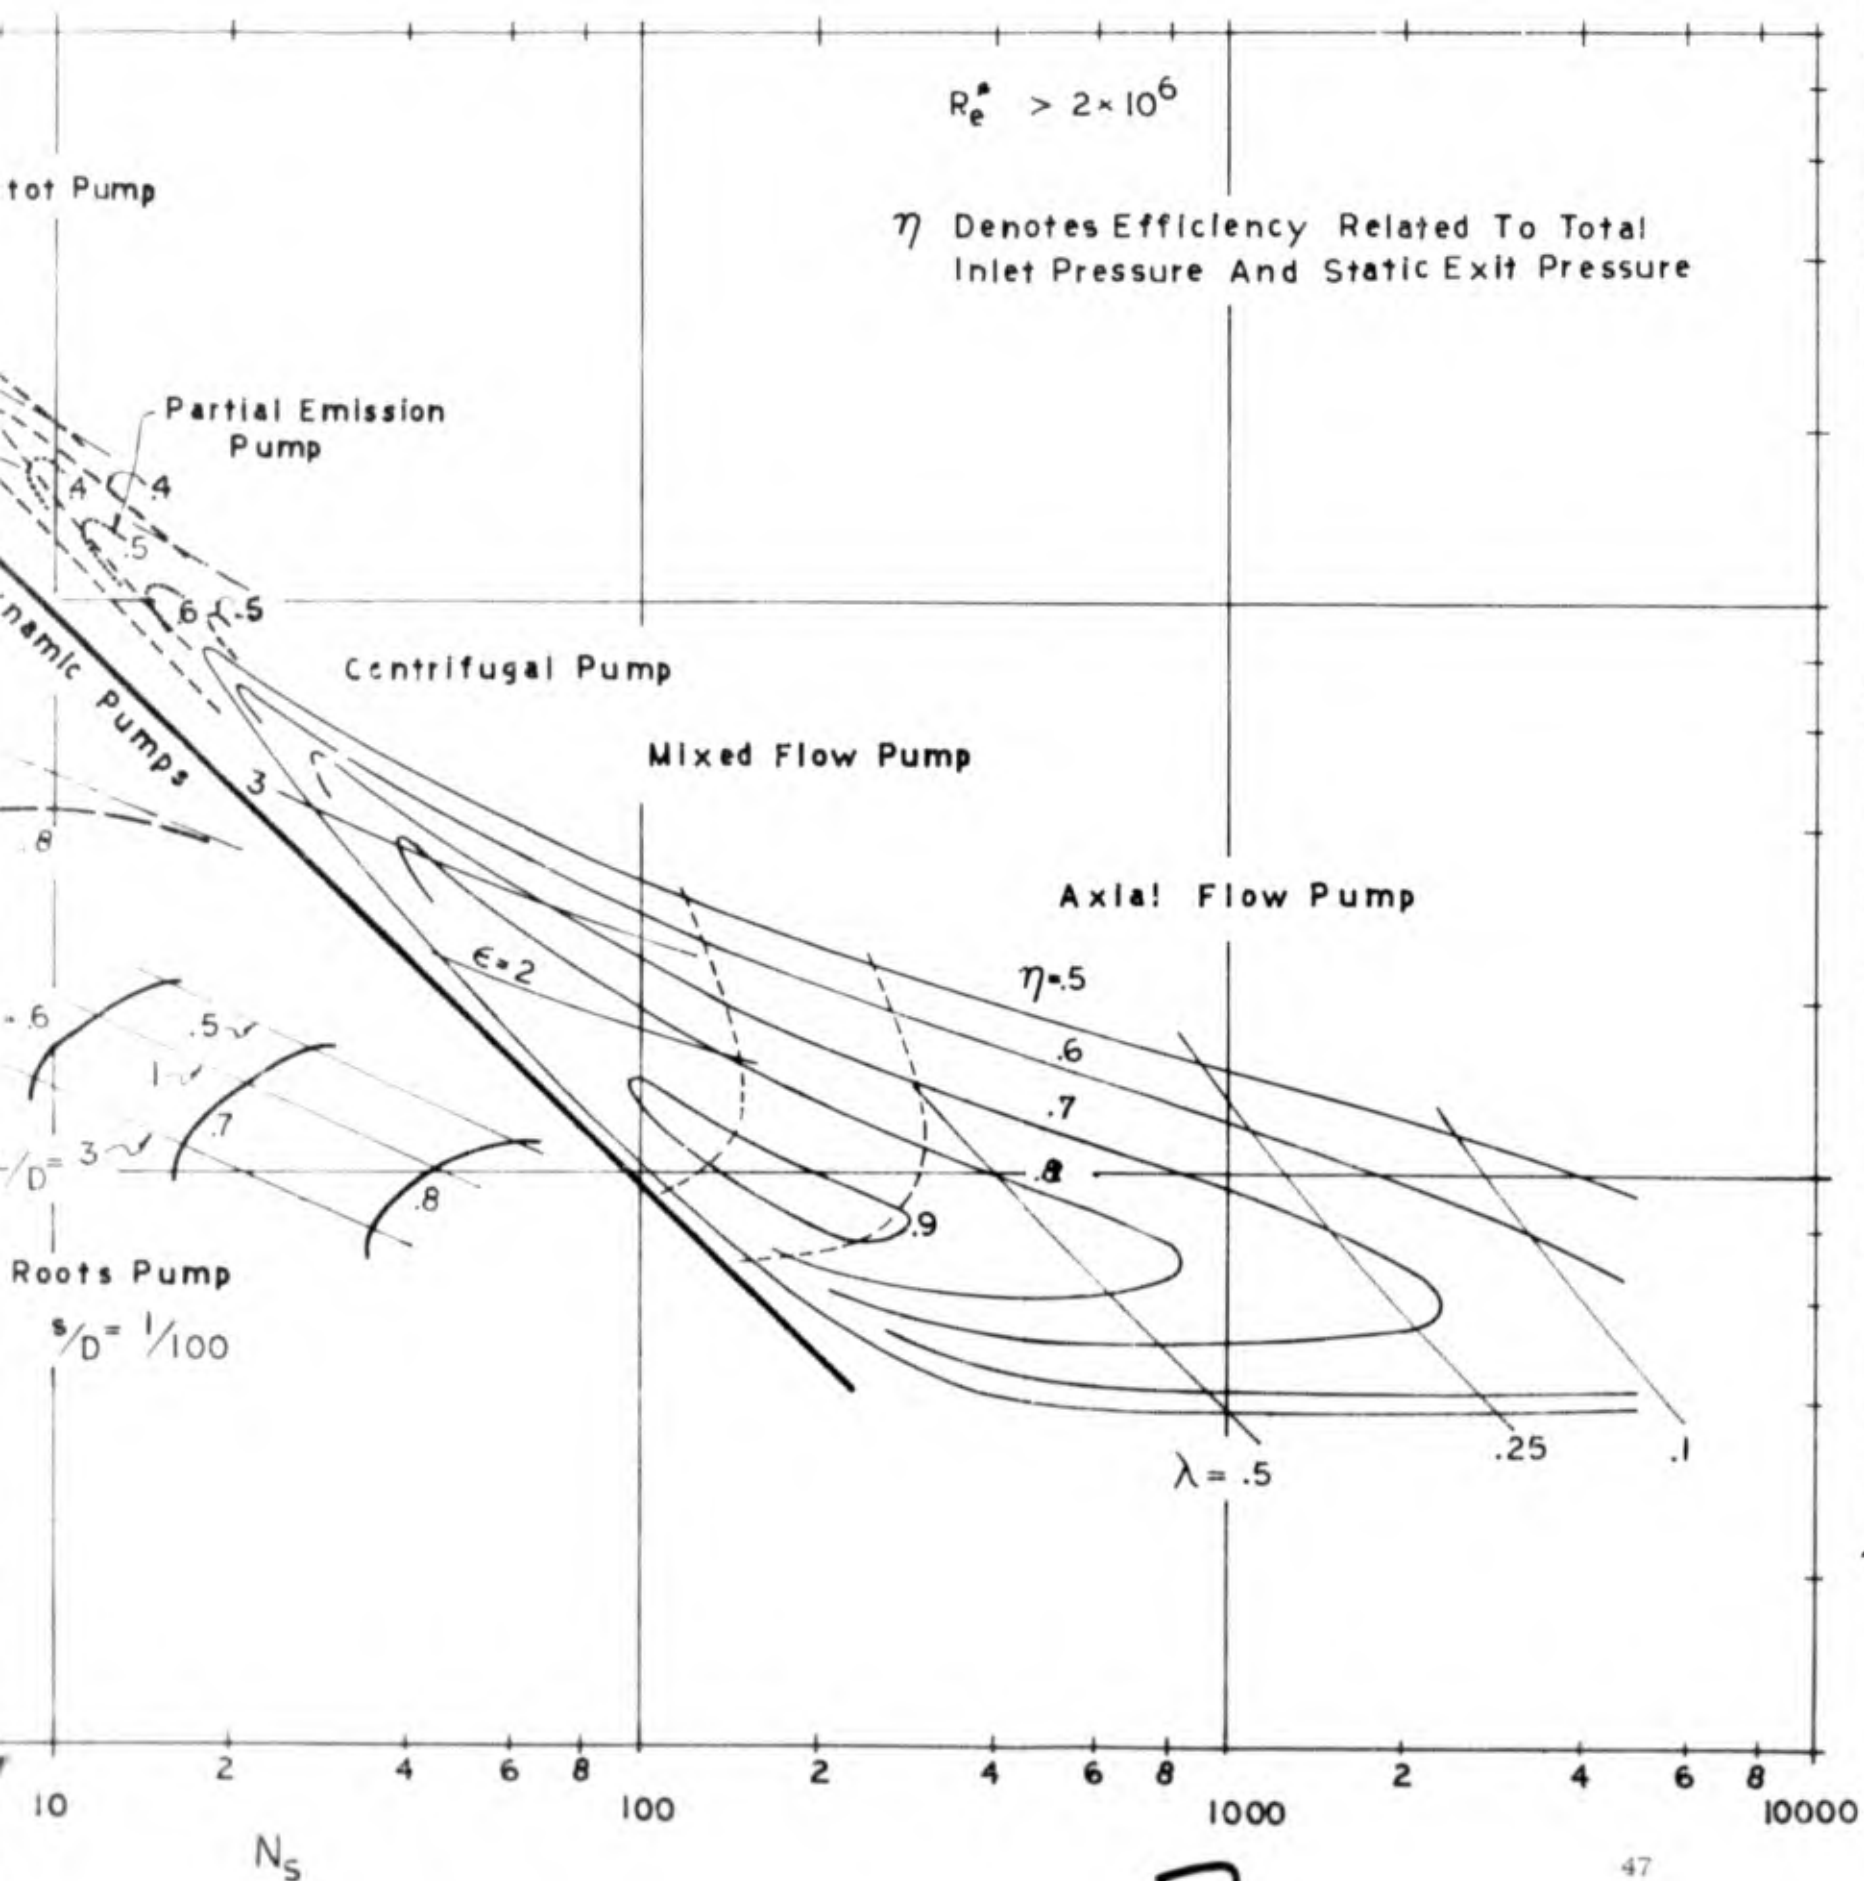 Re* > 2×10⁶
tot Pump
η Denotes Efficiency Related To Total
Inlet Pressure And Static Exit Pressure
Partial Emission
Pump
.4
.4
.5
.6
.5
namic Pumps
Centrifugal Pump
Mixed Flow Pump
3
.8
Axial Flow Pump
ϵ=2
η=.5
.6
.5
.6
1
.7
.7
/D= 3
.8
.8
.9
Roots Pump
s/D = 1/100
λ = .5
.25
.1
2 4 6 8 2 4 6 8 2 4 6 8
10 100 1000 10000
Ns
47